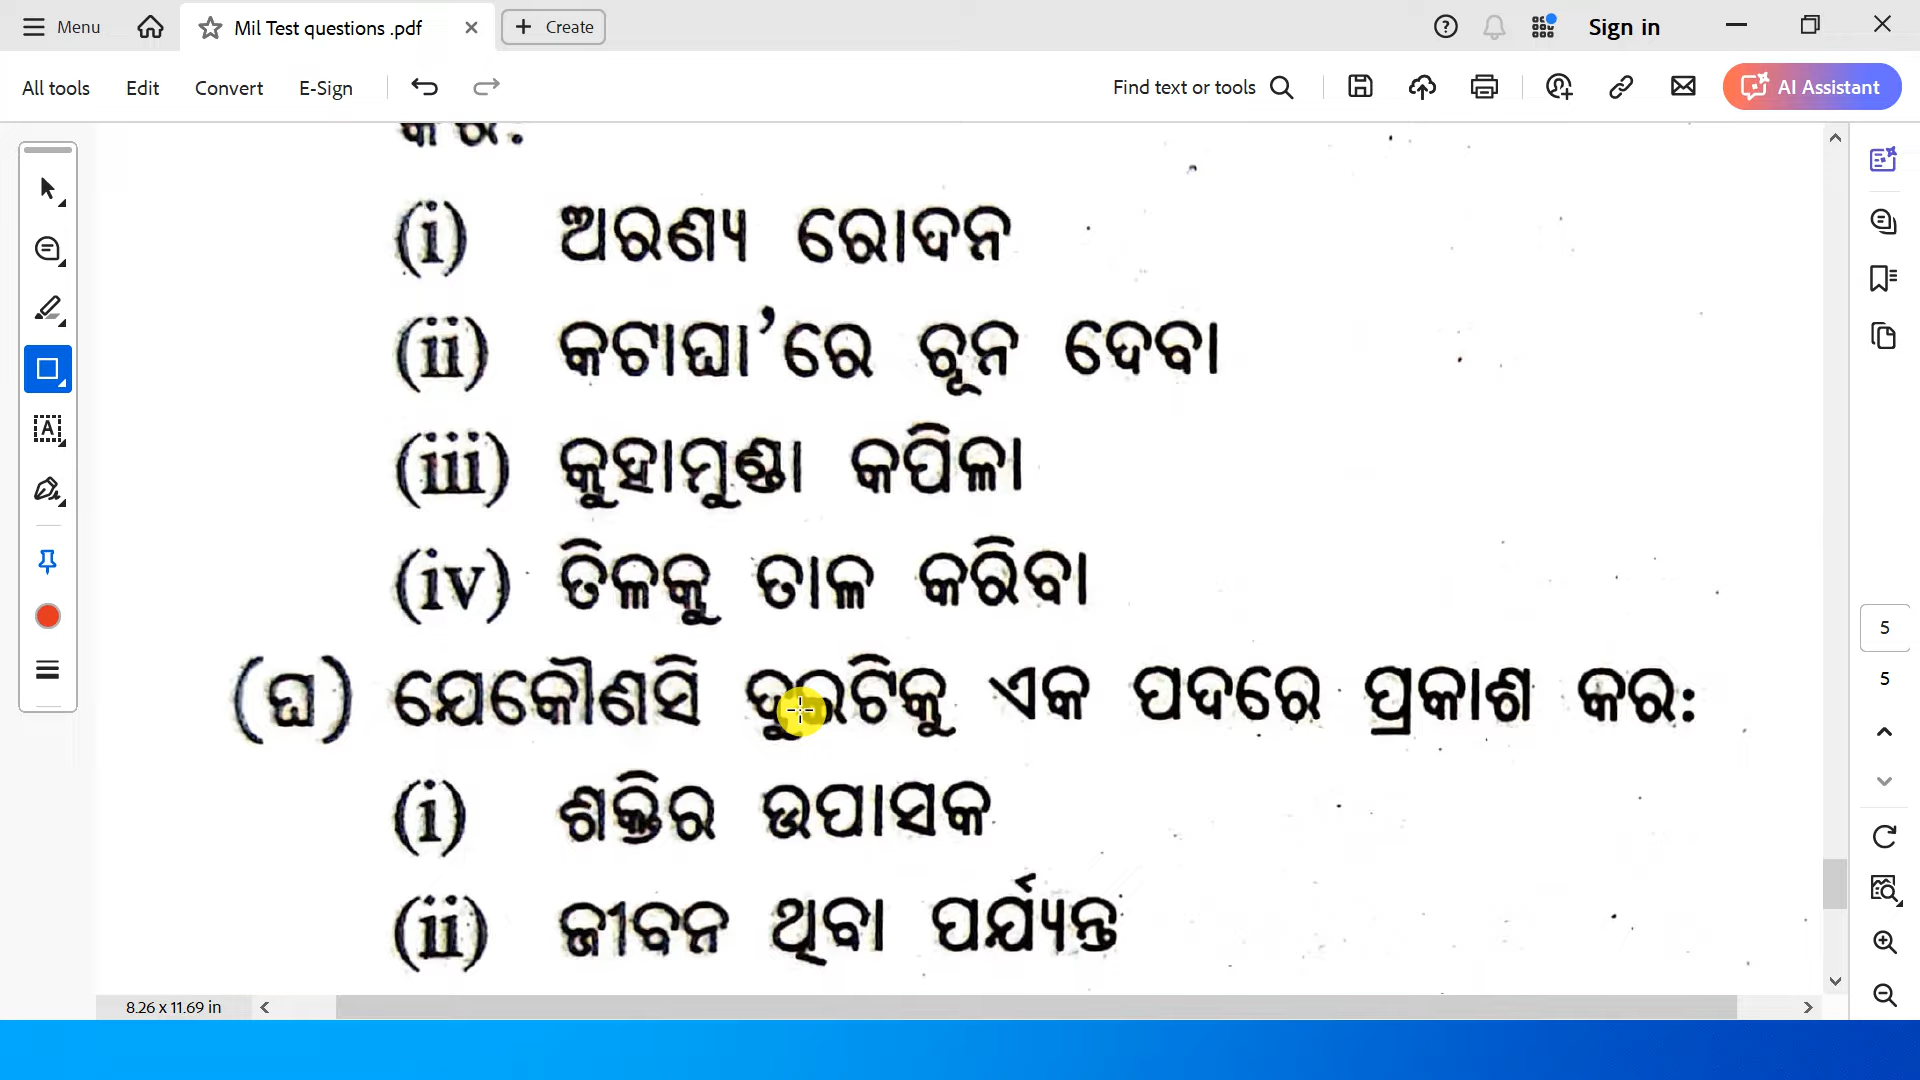 Menu
Mil Test questions .pdf
Create
Sign in
All tools
Edit
Convert
E-Sign
Find text or tools
AI Assistant
କର:
(i) ଅରଣ୍ୟ ରୋଦନ
(ii) କଟାଘା'ରେ ଚୂନ ଦେବା
(iii) କୁହାମୁଣ୍ଡା କପିଳା
(iv) ତିଳକୁ ତାଳ କରିବା
(ଘ) ଯେକୌଣସି ଦୁଇଟିକୁ ଏକ ପଦରେ ପ୍ରକାଶ କର:
(i) ଶକ୍ତିର ଉପାସକ
(ii) ଜୀବନ ଥିବା ପର୍ଯ୍ୟନ୍ତ
5
5
8.26 x 11.69 in